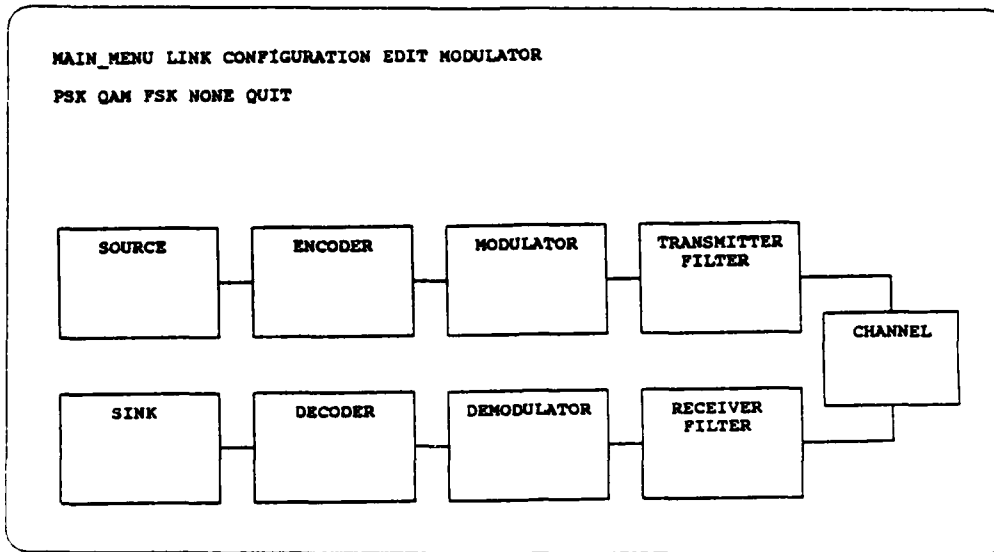 MAIN_MENU LINK CONFIGURATION EDIT MODULATOR
PSK QAM FSK NONE QUIT
SOURCE
ENCODER
MODULATOR
TRANSMITTER
FILTER
CHANNEL
SINK
DECODER
DEMODULATOR
RECEIVER
FILTER